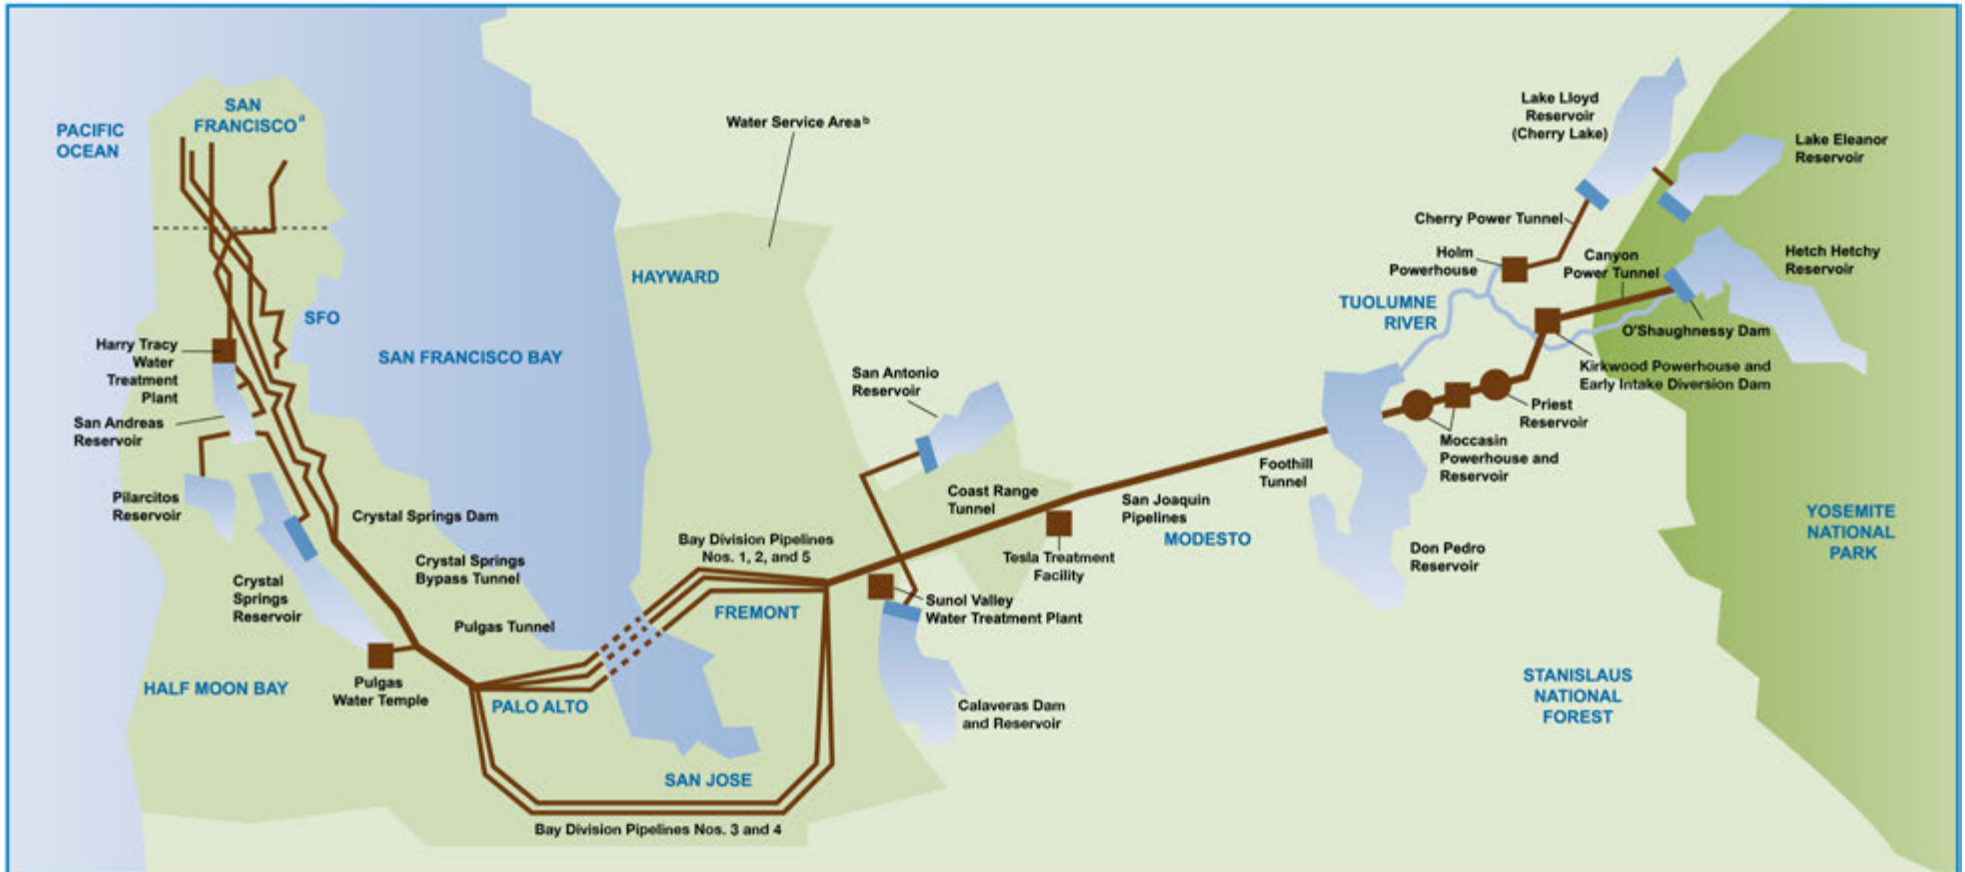 SAN
FRANCISCOᵃ
PACIFIC
OCEAN
Water Service Areaᵇ
Lake Lloyd
Reservoir
(Cherry Lake)
Lake Eleanor
Reservoir
Cherry Power Tunnel
Holm
Powerhouse
Canyon
Power Tunnel
Hetch Hetchy
Reservoir
HAYWARD
TUOLUMNE
RIVER
SFO
O'Shaughnessy Dam
SAN FRANCISCO BAY
Harry Tracy
Water
Treatment
Plant
San Antonio
Reservoir
Kirkwood Powerhouse and
Early Intake Diversion Dam
Priest
Reservoir
San Andreas
Reservoir
Moccasin
Powerhouse and
Reservoir
Foothill
Tunnel
Pilarcitos
Reservoir
Coast Range
Tunnel
San Joaquin
Pipelines
MODESTO
Crystal Springs Dam
YOSEMITE
NATIONAL
PARK
Bay Division Pipelines
Nos. 1, 2, and 5
Tesla Treatment
Facility
Don Pedro
Reservoir
Crystal Springs
Bypass Tunnel
Crystal
Springs
Reservoir
Sunol Valley
Water Treatment Plant
FREMONT
Pulgas Tunnel
HALF MOON BAY
Pulgas
Water Temple
PALO ALTO
Calaveras Dam
and Reservoir
STANISLAUS
NATIONAL
FOREST
SAN JOSE
Bay Division Pipelines Nos. 3 and 4